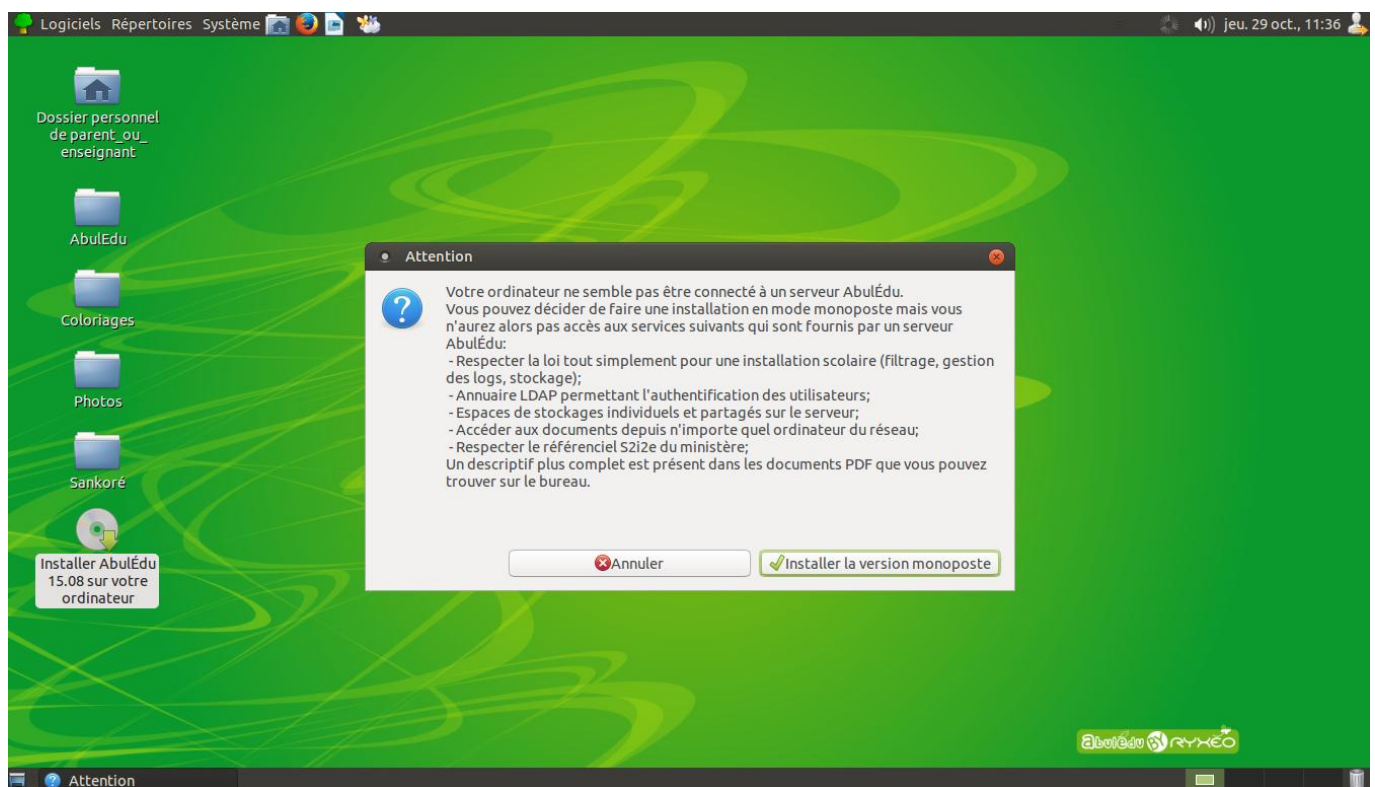 Logiciels Répertoires Système
jeu. 29 oct., 11:36
Dossier personnel
de parent_ou_
enseignant
AbulEdu
Coloriages
Photos
Sankoré
Installer AbulÉdu
15.08 sur votre
ordinateur
Attention
Votre ordinateur ne semble pas être connecté à un serveur AbulÉdu.
Vous pouvez décider de faire une installation en mode monoposte mais vous
n'aurez alors pas accès aux services suivants qui sont fournis par un serveur
AbulÉdu:
- Respecter la loi tout simplement pour une installation scolaire (filtrage, gestion
des logs, stockage);
- Annuaire LDAP permettant l'authentification des utilisateurs;
- Espaces de stockages individuels et partagés sur le serveur;
- Accéder aux documents depuis n'importe quel ordinateur du réseau;
- Respecter le référenciel S2i2e du ministère;
Un descriptif plus complet est présent dans les documents PDF que vous pouvez
trouver sur le bureau.
Annuler
Installer la version monoposte
abulédu by RYXÉO
Attention